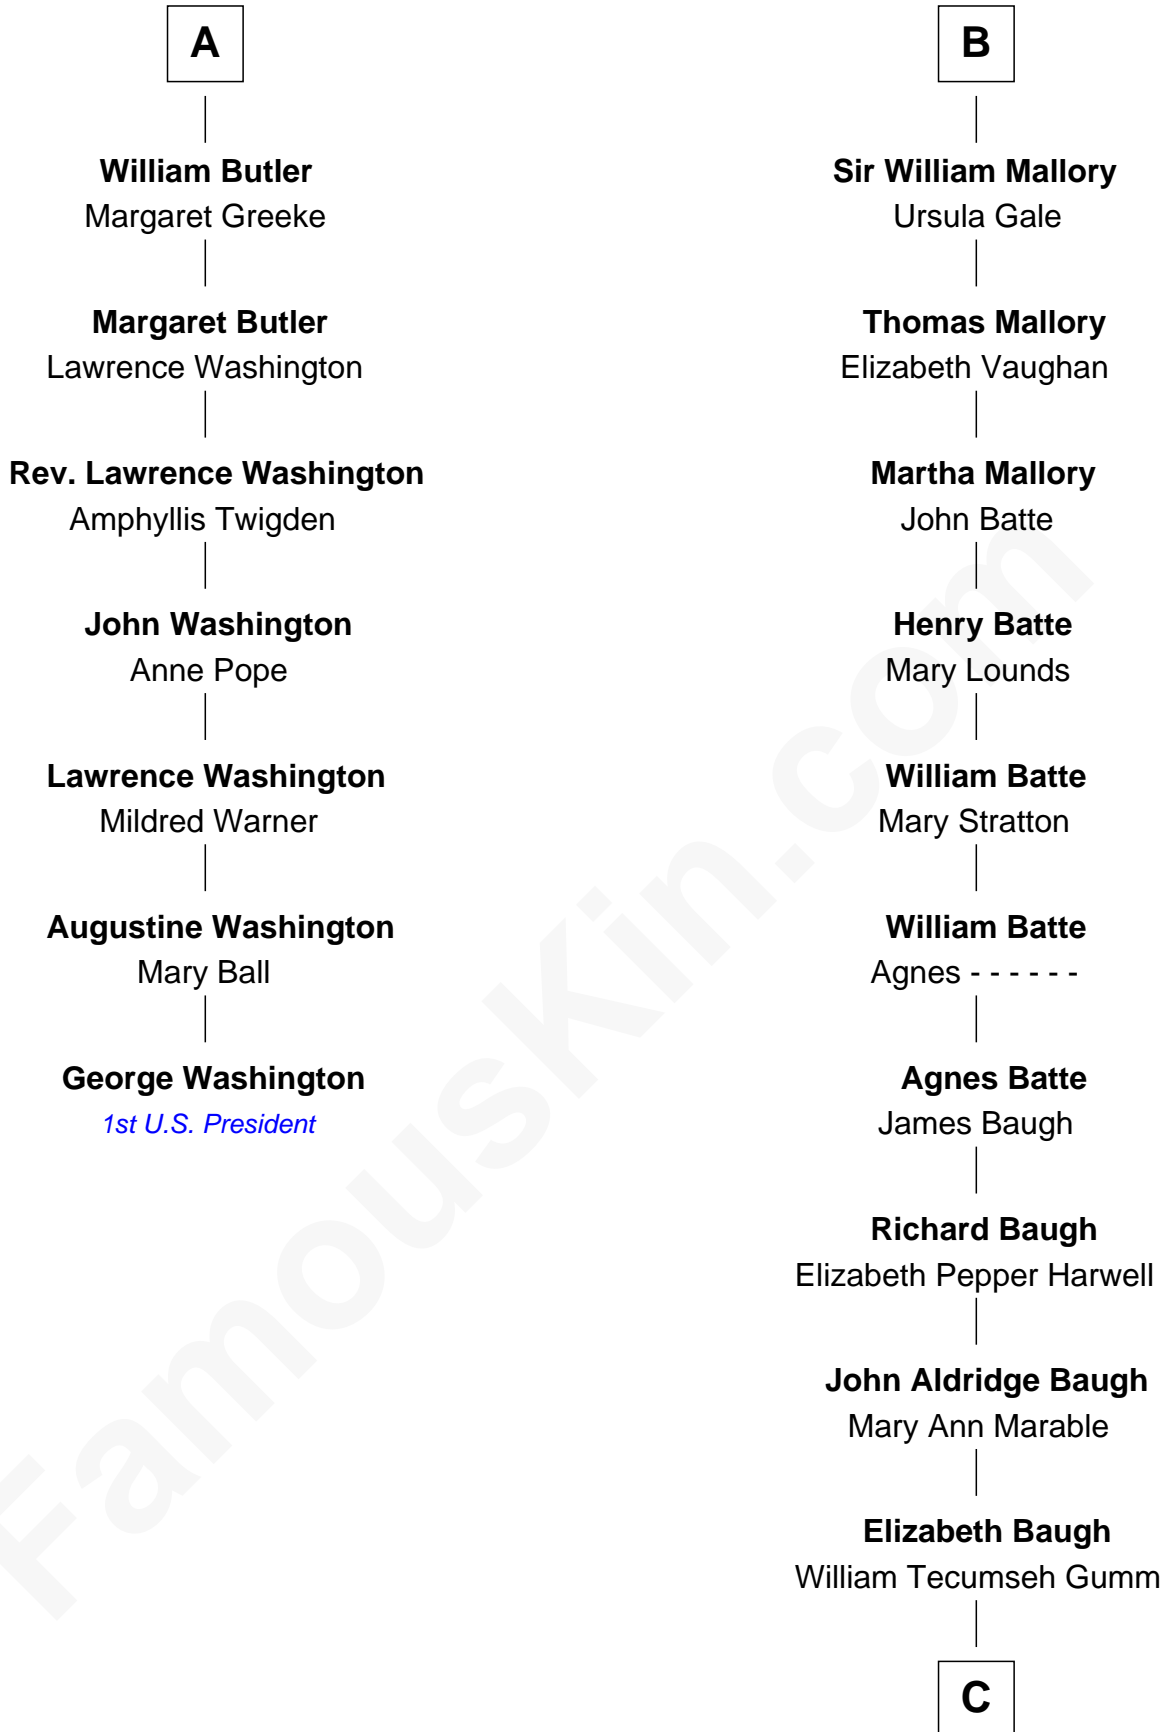 A
William Butler
Margaret Greeke
Margaret Butler
Lawrence Washington
Rev. Lawrence Washington
Amphyllis Twigden
John Washington
Anne Pope
Lawrence Washington
Mildred Warner
Augustine Washington
Mary Ball
George Washington
1st U.S. President
B
Sir William Mallory
Ursula Gale
Thomas Mallory
Elizabeth Vaughan
Martha Mallory
John Batte
Henry Batte
Mary Lounds
William Batte
Mary Stratton
William Batte
Agnes - - - - - -
Agnes Batte
James Baugh
Richard Baugh
Elizabeth Pepper Harwell
John Aldridge Baugh
Mary Ann Marable
Elizabeth Baugh
William Tecumseh Gumm
C
FamousKin.com